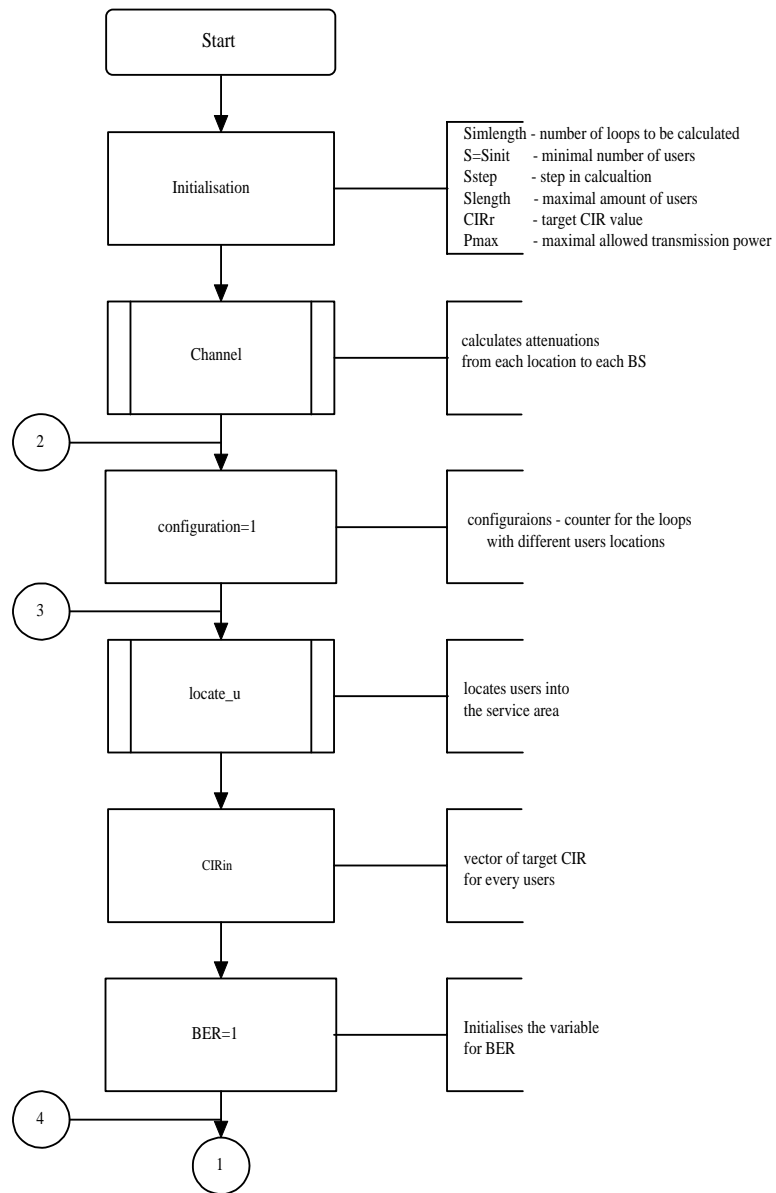 Start
Initialisation
Simlength - number of loops to be calculated
S=Sinit - minimal number of users
Sstep - step in calcualtion
Slength - maximal amount of users
CIRr - target CIR value
Pmax - maximal allowed transmission power
Channel
calculates attenuations
from each location to each BS
2
configuration=1
configuraions - counter for the loops
with different users locations
3
locate_u
locates users into
the service area
CIRin
vector of target CIR
for every users
BER=1
Initialises the variable
for BER
4
1